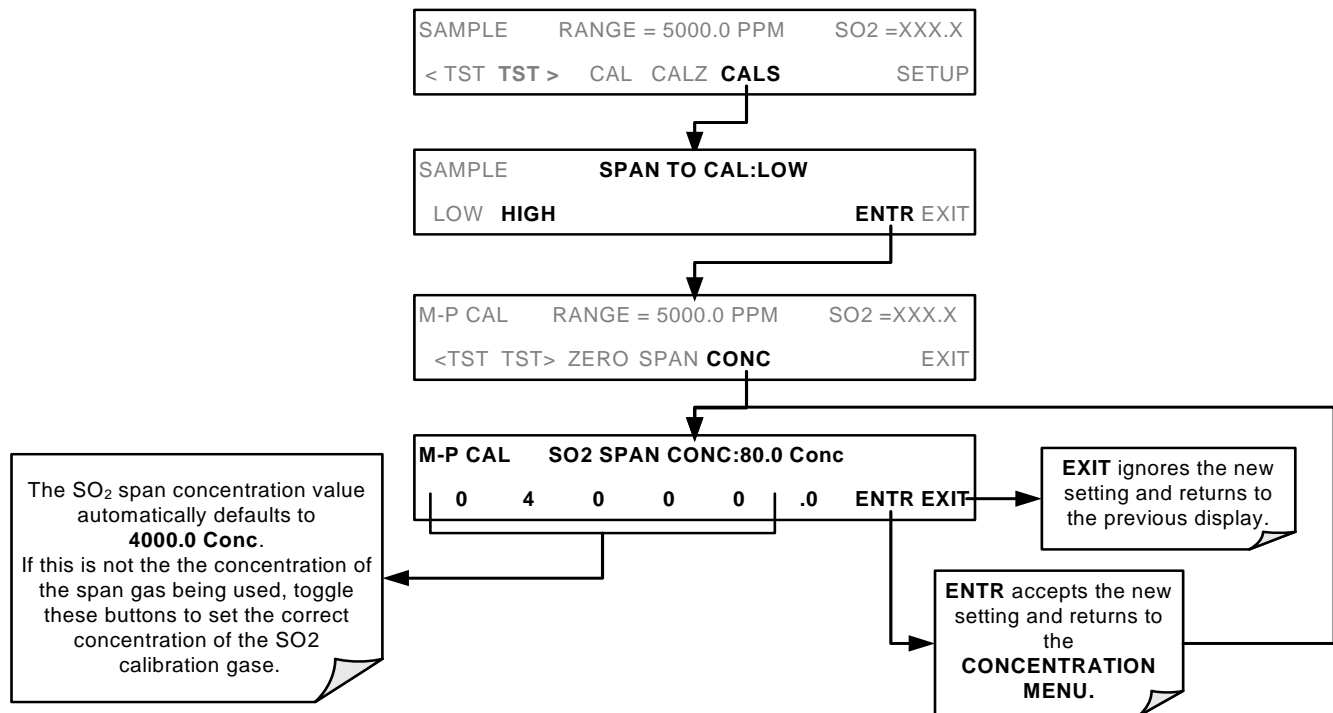 SAMPLE RANGE = 5000.0 PPM SO2 =XXX.X
< TST TST > CAL CALZ CALS SETUP
SAMPLE SPAN TO CAL:LOW
LOW HIGH ENTR EXIT
M-P CAL RANGE = 5000.0 PPM SO2 =XXX.X
<TST TST> ZERO SPAN CONC EXIT
M-P CAL SO2 SPAN CONC:80.0 Conc
0 4 0 0 0 .0 ENTR EXIT
The SO₂ span concentration value
automatically defaults to
4000.0 Conc.
If this is not the the concentration of
the span gas being used, toggle
these buttons to set the correct
concentration of the SO2
calibration gase.
EXIT ignores the new
setting and returns to
the previous display.
ENTR accepts the new
setting and returns to
the
CONCENTRATION
MENU.